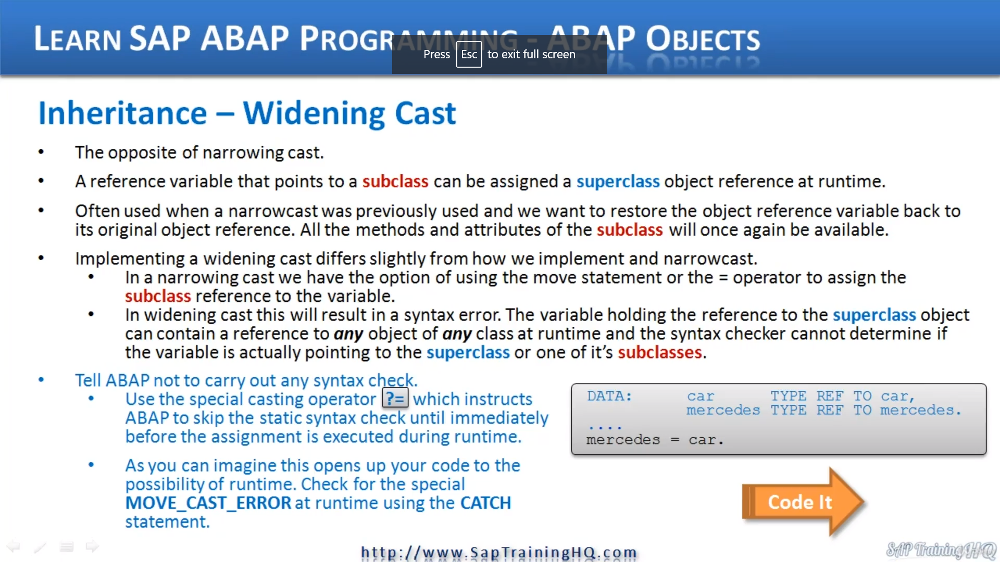 LEARN SAP ABAP PROGRAMMING - ABAP OBJECTS
Press Esc to exit full screen
Inheritance – Widening Cast
• The opposite of narrowing cast.
• A reference variable that points to a subclass can be assigned a superclass object reference at runtime.
• Often used when a narrowcast was previously used and we want to restore the object reference variable back to
its original object reference. All the methods and attributes of the subclass will once again be available.
• Implementing a widening cast differs slightly from how we implement and narrowcast.
• In a narrowing cast we have the option of using the move statement or the = operator to assign the
subclass reference to the variable.
• In widening cast this will result in a syntax error. The variable holding the reference to the superclass object
can contain a reference to any object of any class at runtime and the syntax checker cannot determine if
the variable is actually pointing to the superclass or one of it's subclasses.
• Tell ABAP not to carry out any syntax check.
• Use the special casting operator ?= which instructs
ABAP to skip the static syntax check until immediately
before the assignment is executed during runtime.
• As you can imagine this opens up your code to the
possibility of runtime. Check for the special
MOVE_CAST_ERROR at runtime using the CATCH
statement.
DATA: car TYPE REF TO car,
mercedes TYPE REF TO mercedes.
....
mercedes = car.
Code It
http://www.SapTrainingHQ.com
SAP Training HQ